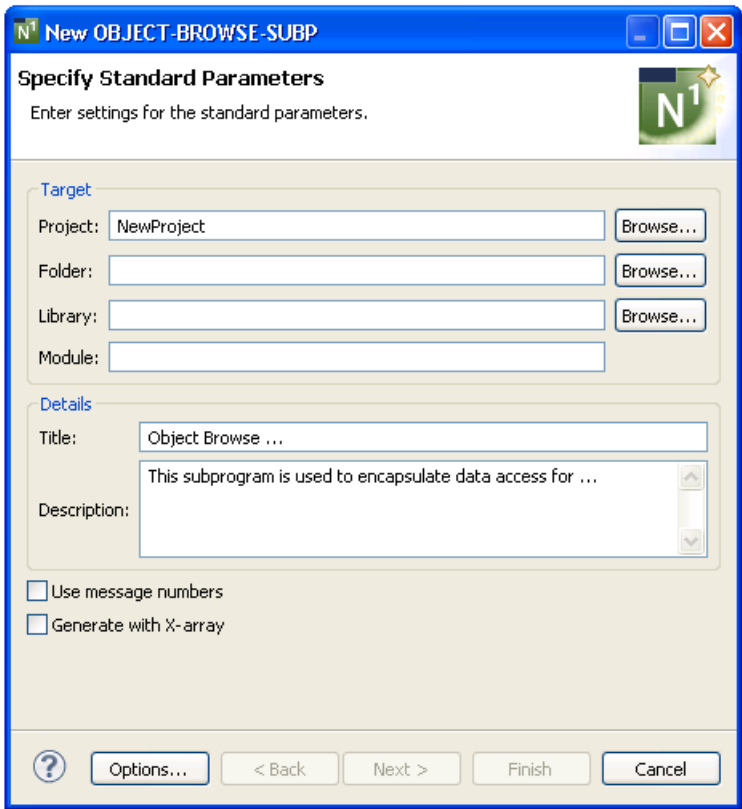 N¹ New OBJECT-BROWSE-SUBP
Specify Standard Parameters
Enter settings for the standard parameters.
N¹
Target
Project: NewProject Browse...
Folder: Browse...
Library: Browse...
Module:
Details
Title: Object Browse ...
This subprogram is used to encapsulate data access for ...
Description:
Use message numbers
Generate with X-array
? Options... < Back Next > Finish Cancel